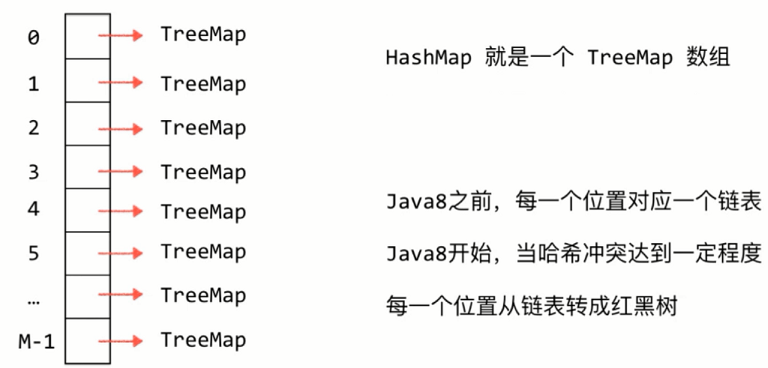 0 TreeMap
HashMap 就是一个 TreeMap 数组
1 TreeMap
2 TreeMap
3 TreeMap
4 TreeMap
Java8之前，每一个位置对应一个链表
5 TreeMap
Java8开始，当哈希冲突达到一定程度
… TreeMap
每一个位置从链表转成红黑树
M-1 TreeMap